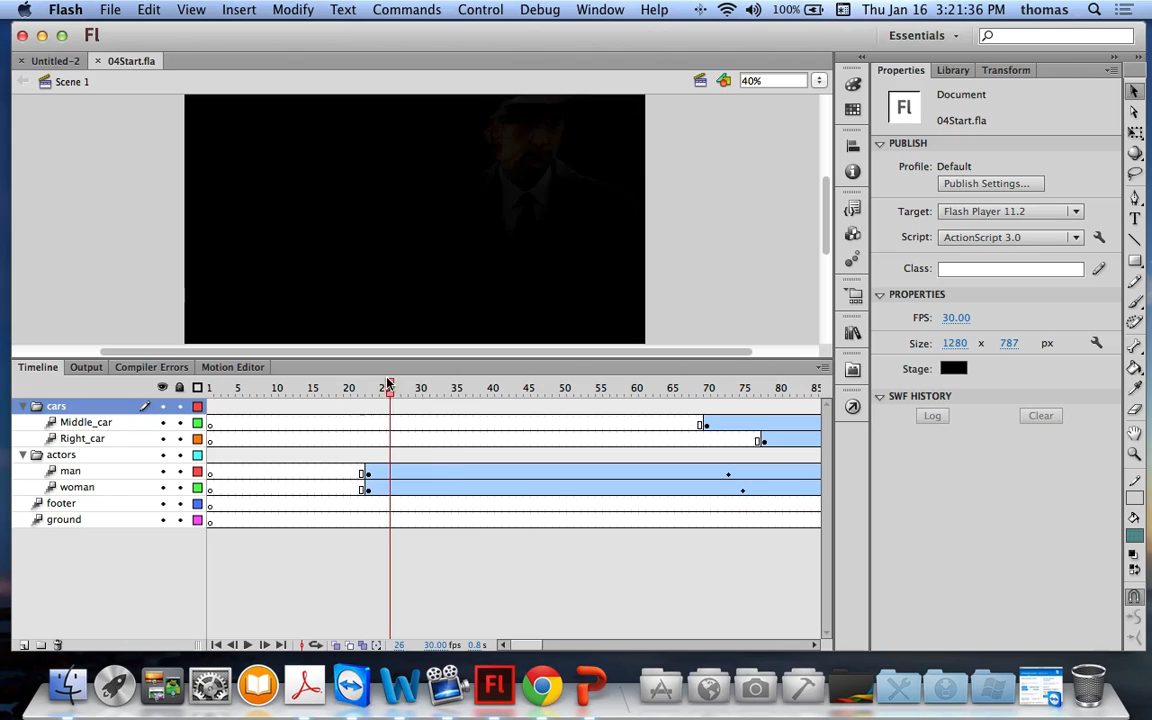 Flash File Edit View Insert Modify Text Commands Control Debug Window Help 100% Thu Jan 16 3:21:36 PM thomas
Fl Essentials
× Untitled-2 × 04Start.fla
Scene 1 40%
Properties Library Transform
Fl Document
04Start.fla
PUBLISH
Profile: Default
Publish Settings...
Target: Flash Player 11.2
Script: ActionScript 3.0
Class:
PROPERTIES
FPS: 30.00
Size: 1280 x 787 px
Stage:
SWF HISTORY
Log Clear
Timeline Output Compiler Errors Motion Editor
1 5 10 15 20 30 35 40 45 50 55 60 65 70 75 80 85
cars
Middle_car
Right_car
actors
man
woman
footer
ground
26 30.00fps 0.8s
Fl